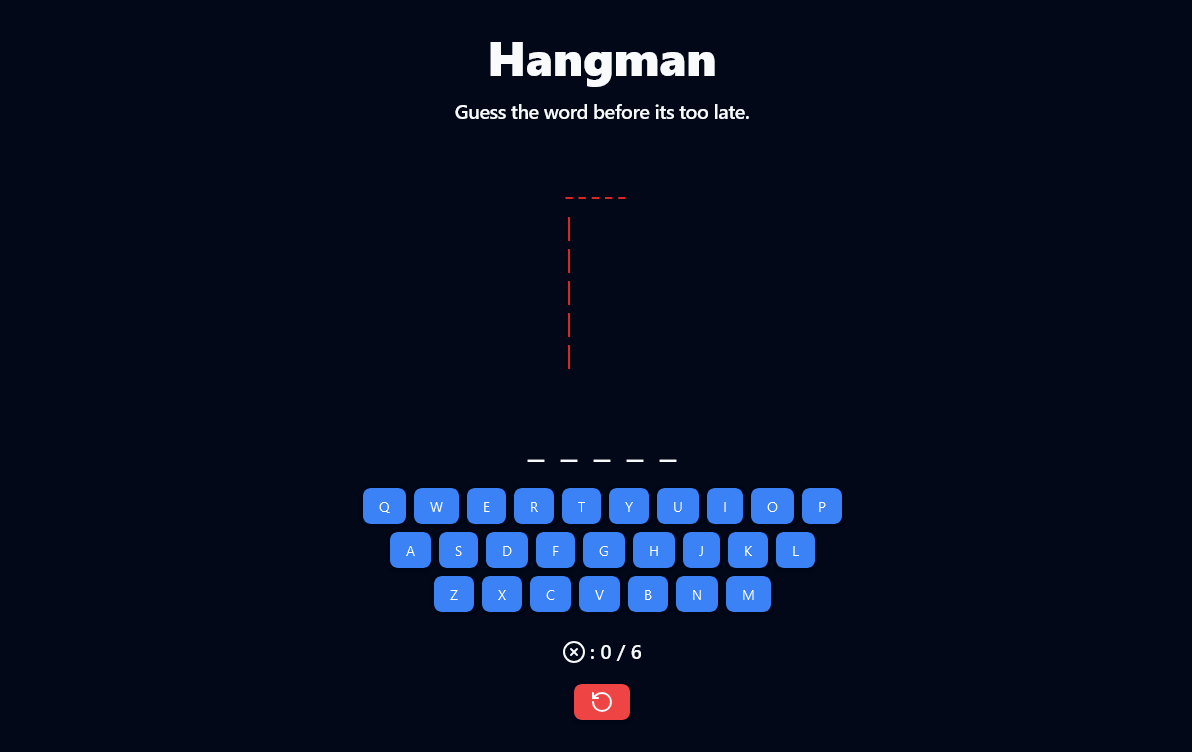 Hangman
Guess the word before its too late.
-----
|
|
|
|
|
_ _ _ _ _
Q W E R T Y U I O P
A S D F G H J K L
Z X C V B N M
: 0 / 6